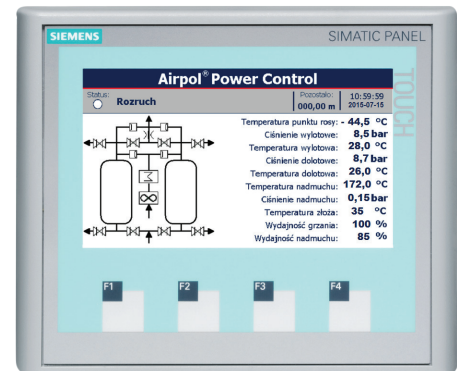 SIEMENS
SIMATIC PANEL
TOUCH
Airpol® Power Control
Status:
Rozruch
Pozostało:
000,00 m
10:59:59
2015-07-15
Temperatura punktu rosy: - 44,5 °C
Ciśnienie wylotowe: 8,5 bar
Temperatura wylotowa: 28,0 °C
Ciśnienie dolotowe: 8,7 bar
Temperatura dolotowa: 26,0 °C
Temperatura nadmuchu: 172,0 °C
Ciśnienie nadmuchu: 0,15 bar
Temperatura złoża: 35 °C
Wydajność grzania: 100 %
Wydajność nadmuchu: 85 %
F1
F2
F3
F4